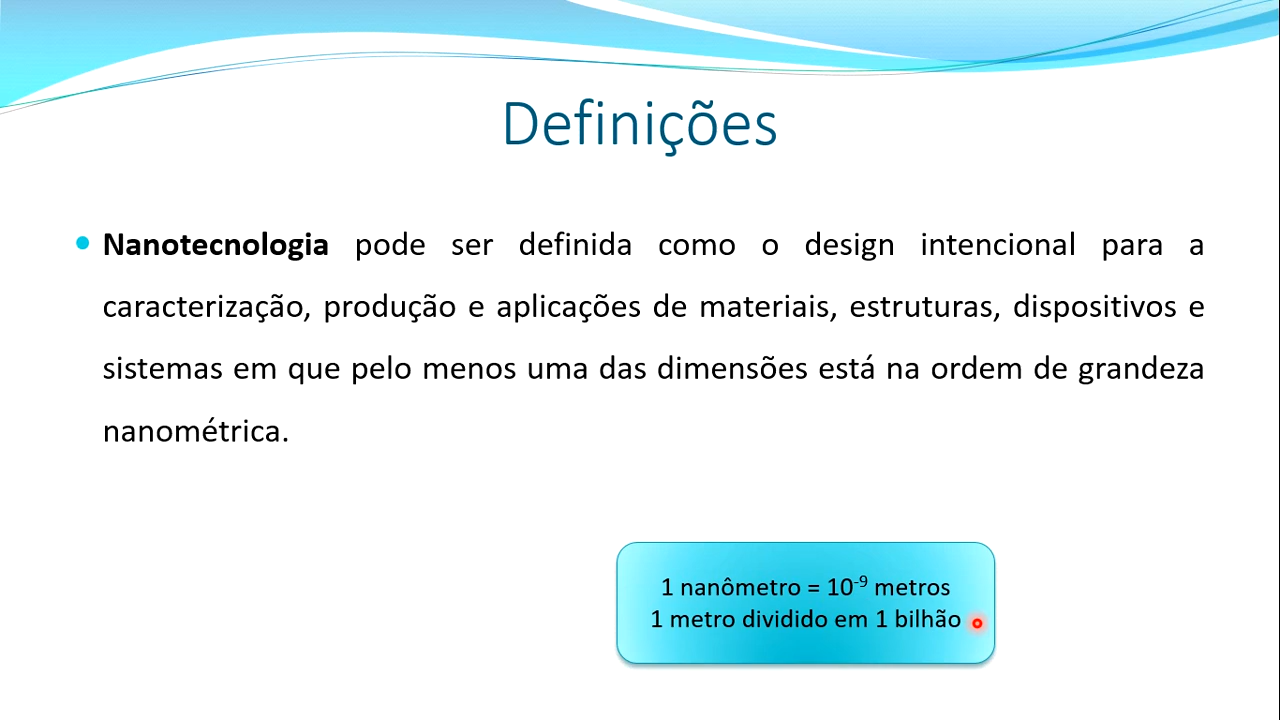 Definições
Nanotecnologia pode ser definida como o design intencional para a
caracterização, produção e aplicações de materiais, estruturas, dispositivos e
sistemas em que pelo menos uma das dimensões está na ordem de grandeza
nanométrica.
1 nanômetro = 10⁻⁹ metros
1 metro dividido em 1 bilhão